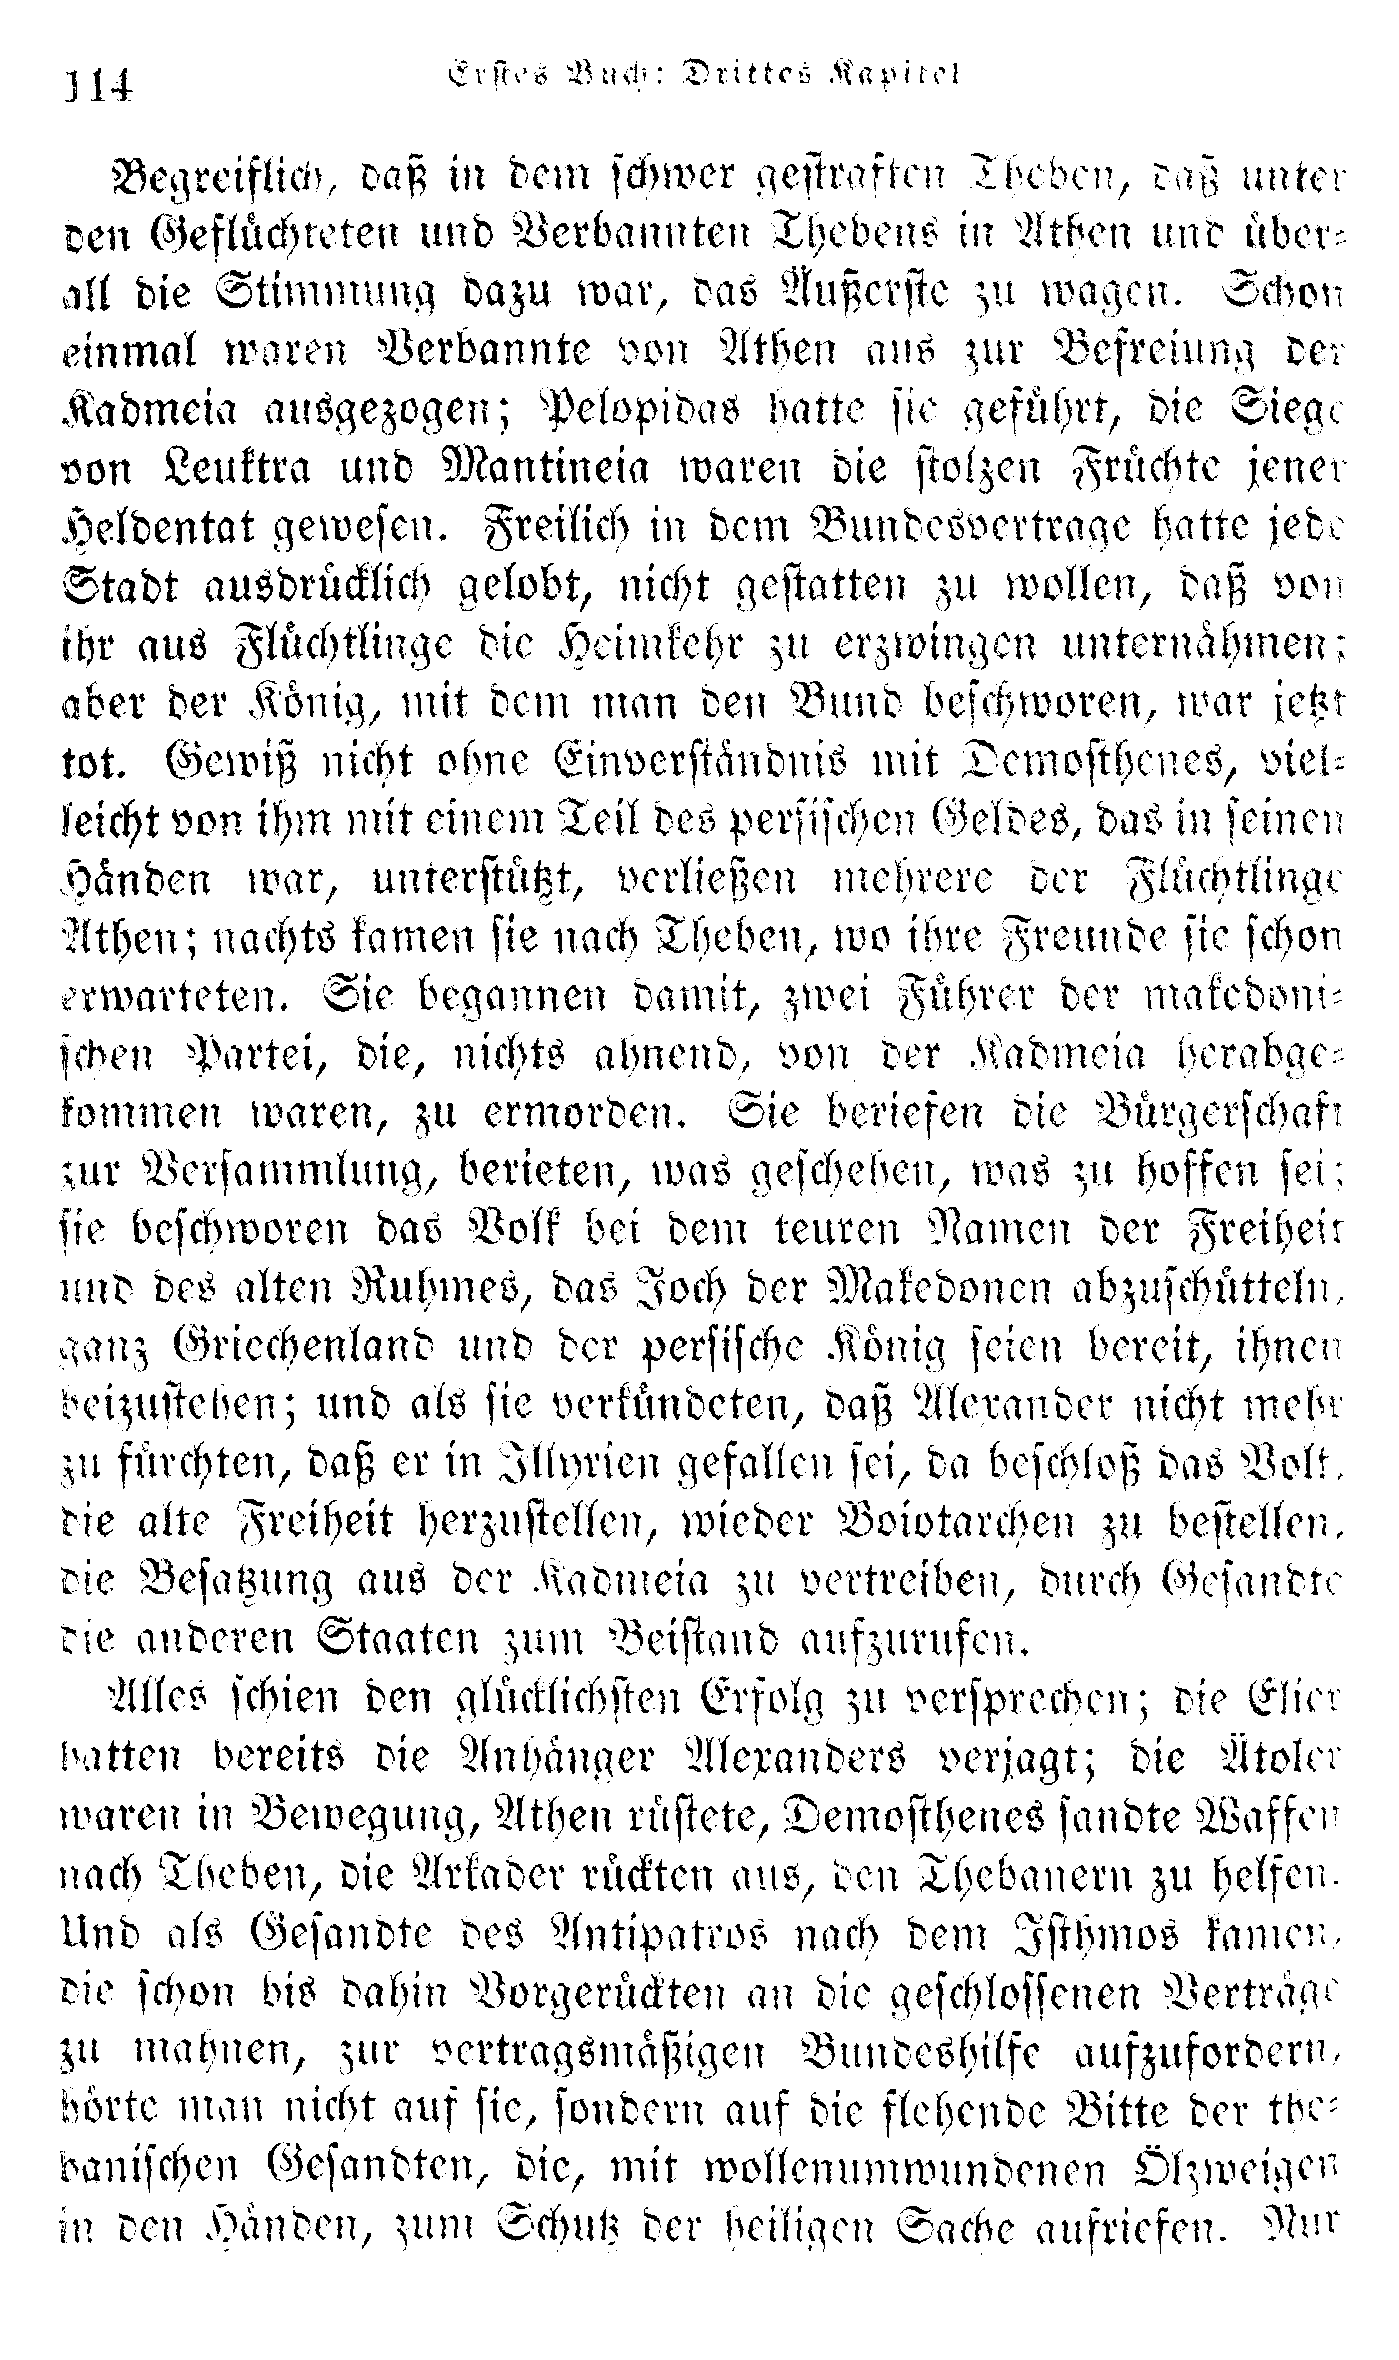 114
Erstes Buch: Drittes Kapitel
Begreiflich, daß in dem schwer gestraften Theben, daß unter
den Geflüchteten und Verbannten Thebens in Athen und über-
all die Stimmung dazu war, das Äußerste zu wagen. Schon
einmal waren Verbannte von Athen aus zur Befreiung der
Kadmeia ausgezogen; Pelopidas hatte sie geführt, die Siege
von Leuktra und Mantineia waren die stolzen Früchte jener
Heldentat gewesen. Freilich in dem Bundesvertrage hatte jede
Stadt ausdrücklich gelobt, nicht gestatten zu wollen, daß von
ihr aus Flüchtlinge die Heimkehr zu erzwingen unternähmen;
aber der König, mit dem man den Bund beschworen, war jetzt
tot. Gewiß nicht ohne Einverständnis mit Demosthenes, viel-
leicht von ihm mit einem Teil des persischen Geldes, das in seinen
Händen war, unterstützt, verließen mehrere der Flüchtlinge
Athen; nachts kamen sie nach Theben, wo ihre Freunde sie schon
erwarteten. Sie begannen damit, zwei Führer der makedoni-
schen Partei, die, nichts ahnend, von der Kadmeia herabge-
kommen waren, zu ermorden. Sie beriefen die Bürgerschaft
zur Versammlung, berieten, was geschehen, was zu hoffen sei;
sie beschworen das Volk bei dem teuren Namen der Freiheit
und des alten Ruhmes, das Joch der Makedonen abzuschütteln,
ganz Griechenland und der persische König seien bereit, ihnen
beizustehen; und als sie verkündeten, daß Alexander nicht mehr
zu fürchten, daß er in Illyrien gefallen sei, da beschloß das Volk,
die alte Freiheit herzustellen, wieder Boiotarchen zu bestellen,
die Besatzung aus der Kadmeia zu vertreiben, durch Gesandte
die anderen Staaten zum Beistand aufzurufen.
Alles schien den glücklichsten Erfolg zu versprechen; die Elier
hatten bereits die Anhänger Alexanders verjagt; die Ätoler
waren in Bewegung, Athen rüstete, Demosthenes sandte Waffen
nach Theben, die Arkader rückten aus, den Thebanern zu helfen.
Und als Gesandte des Antipatros nach dem Isthmos kamen,
die schon bis dahin Vorgerückten an die geschlossenen Verträge
zu mahnen, zur vertragsmäßigen Bundeshilfe aufzufordern,
hörte man nicht auf sie, sondern auf die flehende Bitte der the-
banischen Gesandten, die, mit wollenumwundenen Ölzweigen
in den Händen, zum Schutz der heiligen Sache aufriefen. Nur